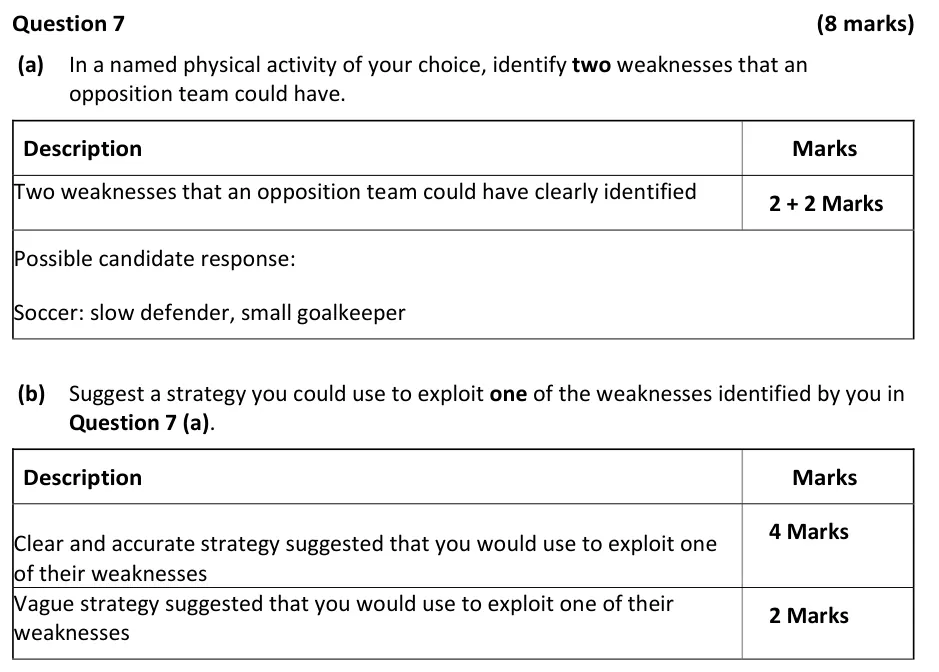 Question 7 (8 marks)
(a) In a named physical activity of your choice, identify two weaknesses that an
opposition team could have.
Description Marks
Two weaknesses that an opposition team could have clearly identified 2 + 2 Marks
Possible candidate response:
Soccer: slow defender, small goalkeeper
(b) Suggest a strategy you could use to exploit one of the weaknesses identified by you in
Question 7 (a).
Description Marks
4 Marks
Clear and accurate strategy suggested that you would use to exploit one
of their weaknesses
Vague strategy suggested that you would use to exploit one of their
2 Marks
weaknesses